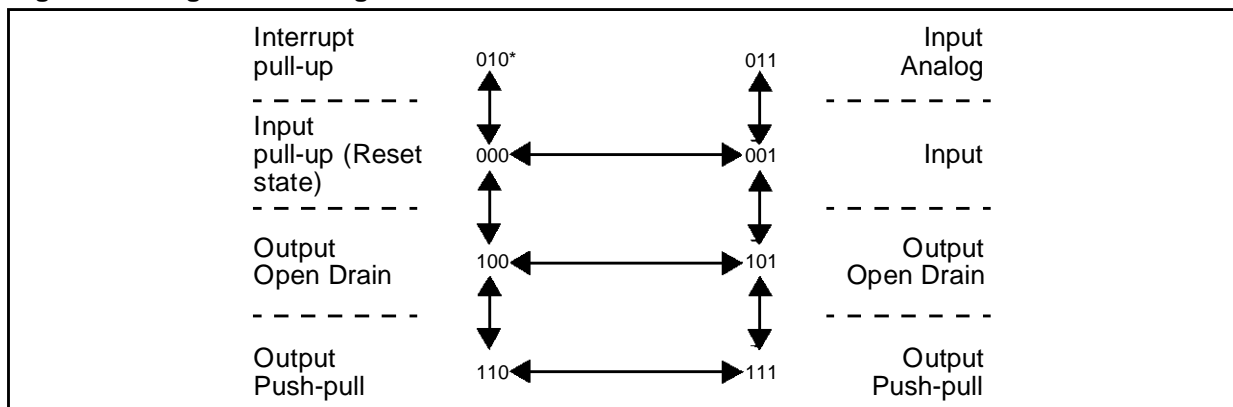 Interrupt
pull-up
010*
011
Input
Analog
Input
pull-up (Reset
state)
000
001
Input
Output
Open Drain
100
101
Output
Open Drain
Output
Push-pull
110
111
Output
Push-pull